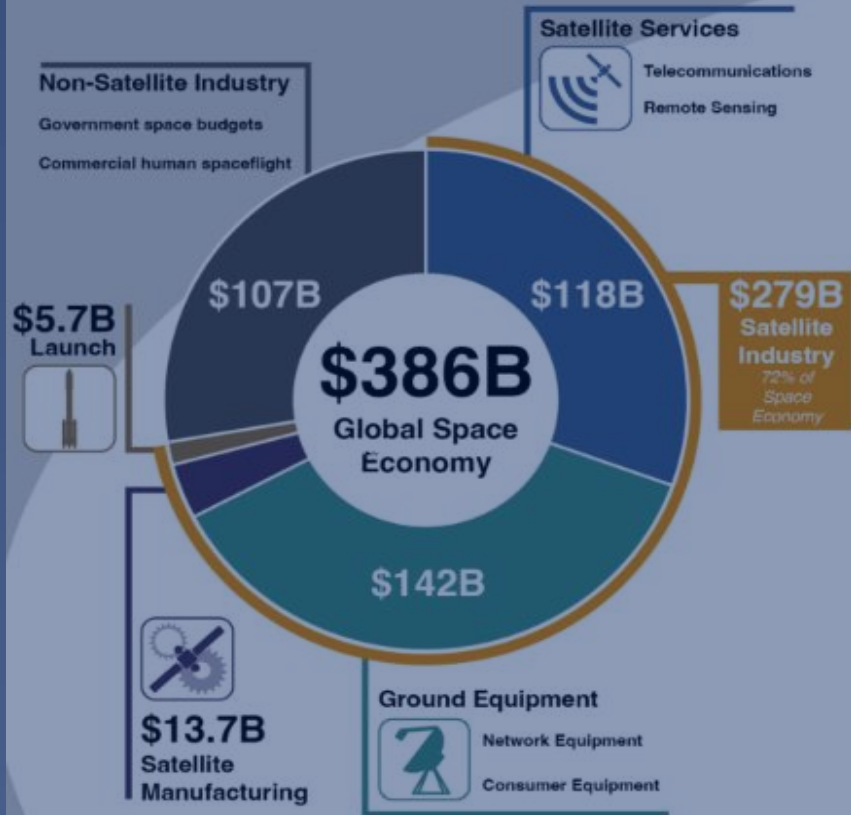 Satellite Services
Telecommunications
Remote Sensing
Non-Satellite Industry
Government space budgets
Commercial human spaceflight
$107B
$118B
$279B
Satellite
Industry
72% of
Space
Economy
$5.7B
Launch
$386B
Global Space
Economy
$142B
$13.7B
Satellite
Manufacturing
Ground Equipment
Network Equipment
Consumer Equipment